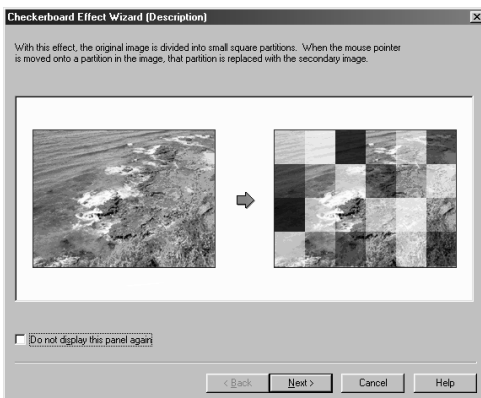 Checkerboard Effect Wizard (Description)
With this effect, the original image is divided into small square partitions. When the mouse pointer
is moved onto a partition in the image, that partition is replaced with the secondary image.
Do not display this panel again
< Back Next > Cancel Help